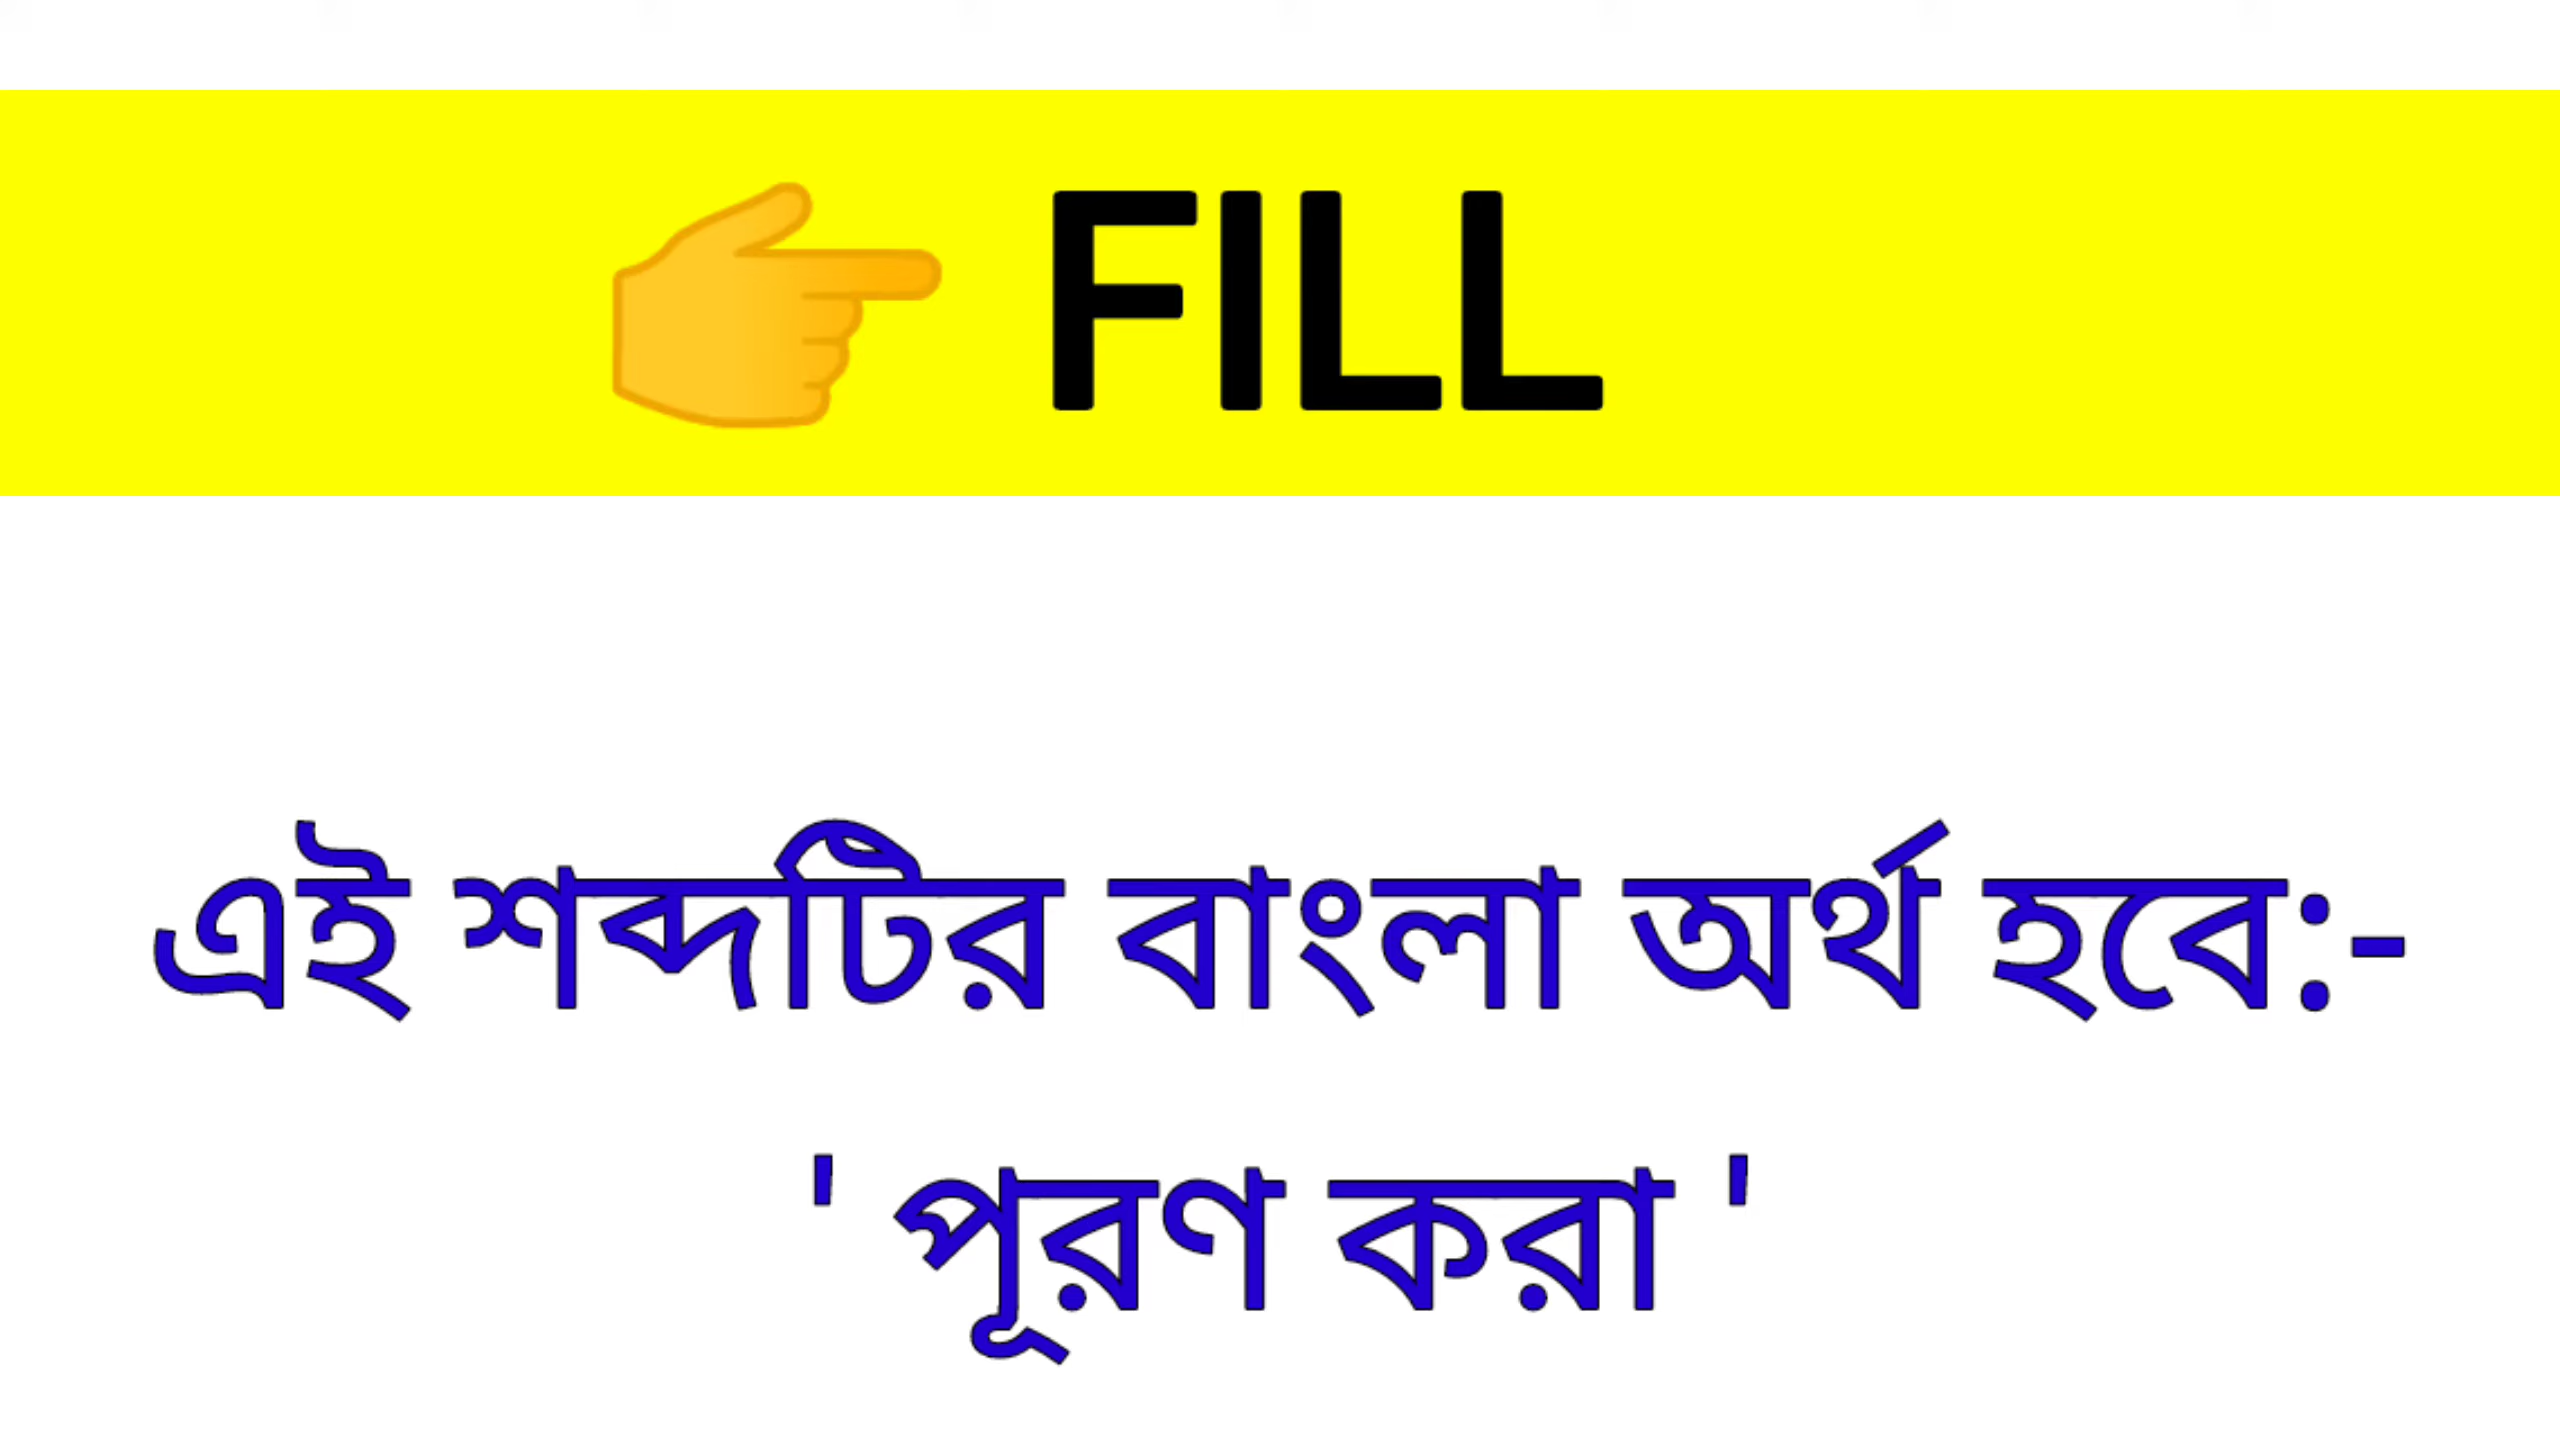 👉 FILL
এই শব্দটির বাংলা অর্থ হবে:-
' পূরণ করা '